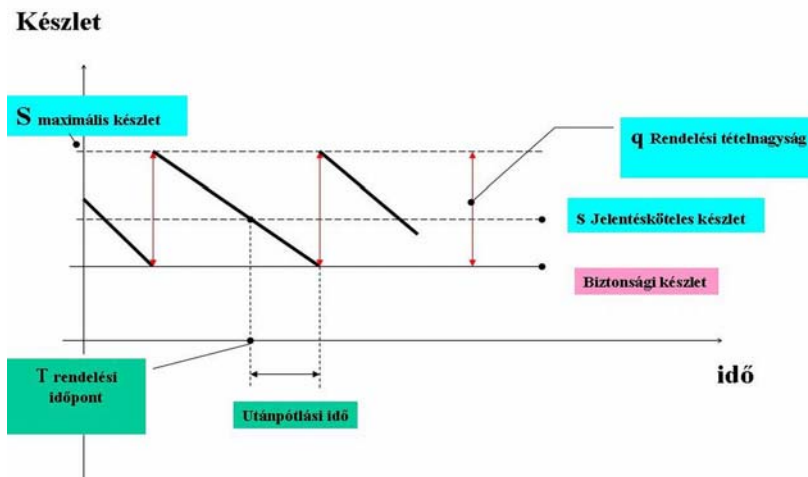 Készlet
S maximális készlet
q Rendelési tételnagyság
s Jelentésköteles készlet
Biztonsági készlet
T rendelési
időpont
idő
Utánpótlási idő